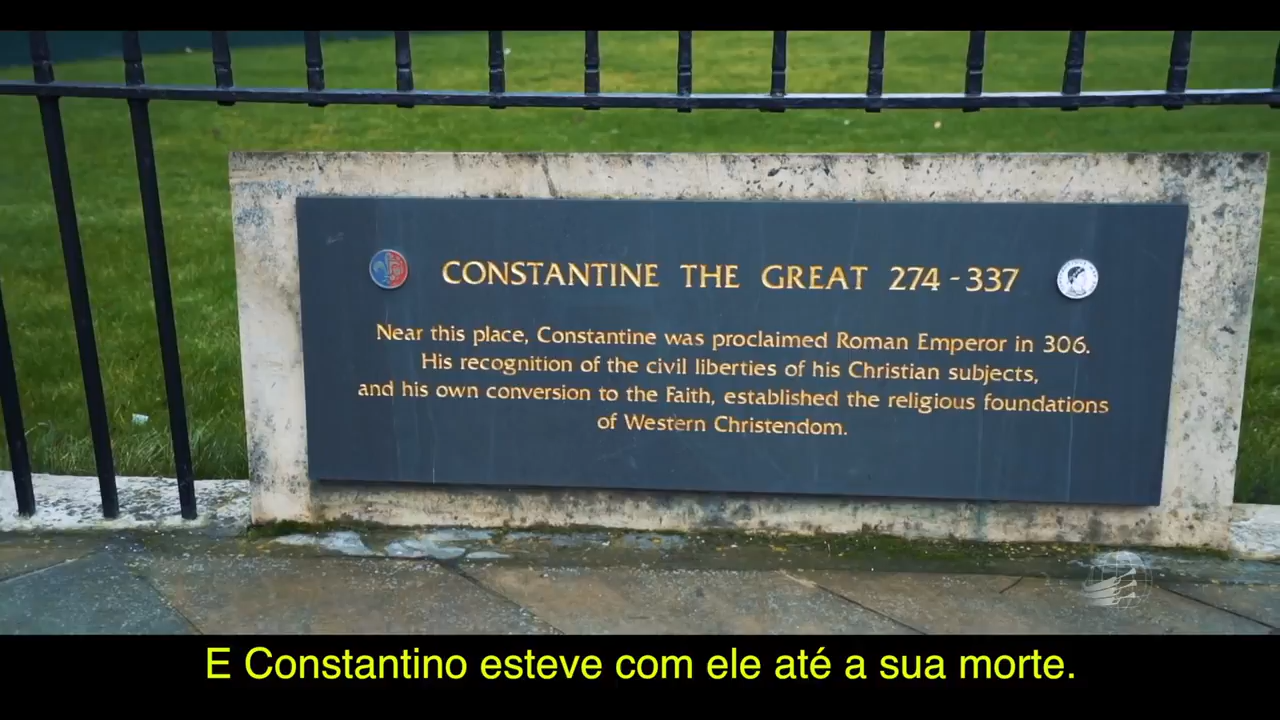 CONSTANTINE THE GREAT 274-337
Near this place, Constantine was proclaimed Roman Emperor in 306.
His recognition of the civil liberties of his Christian subjects,
and his own conversion to the Faith, established the religious foundations
of Western Christendom.
E Constantino esteve com ele até a sua morte.